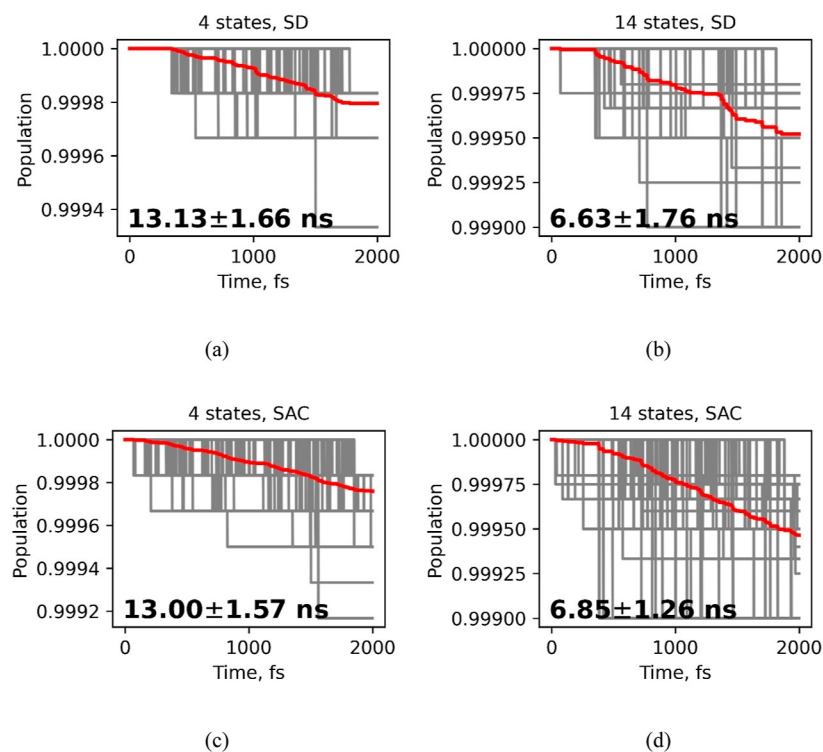 4 states, SD
Population
1.0000
0.9998
0.9996
0.9994
13.13±1.66 ns
0
1000
2000
Time, fs
(a)
14 states, SD
Population
1.00000
0.99975
0.99950
0.99925
0.99900
6.63±1.76 ns
0
1000
2000
Time, fs
(b)
4 states, SAC
Population
1.0000
0.9998
0.9996
0.9994
0.9992
13.00±1.57 ns
0
1000
2000
Time, fs
(c)
14 states, SAC
Population
1.00000
0.99975
0.99950
0.99925
0.99900
6.85±1.26 ns
0
1000
2000
Time, fs
(d)